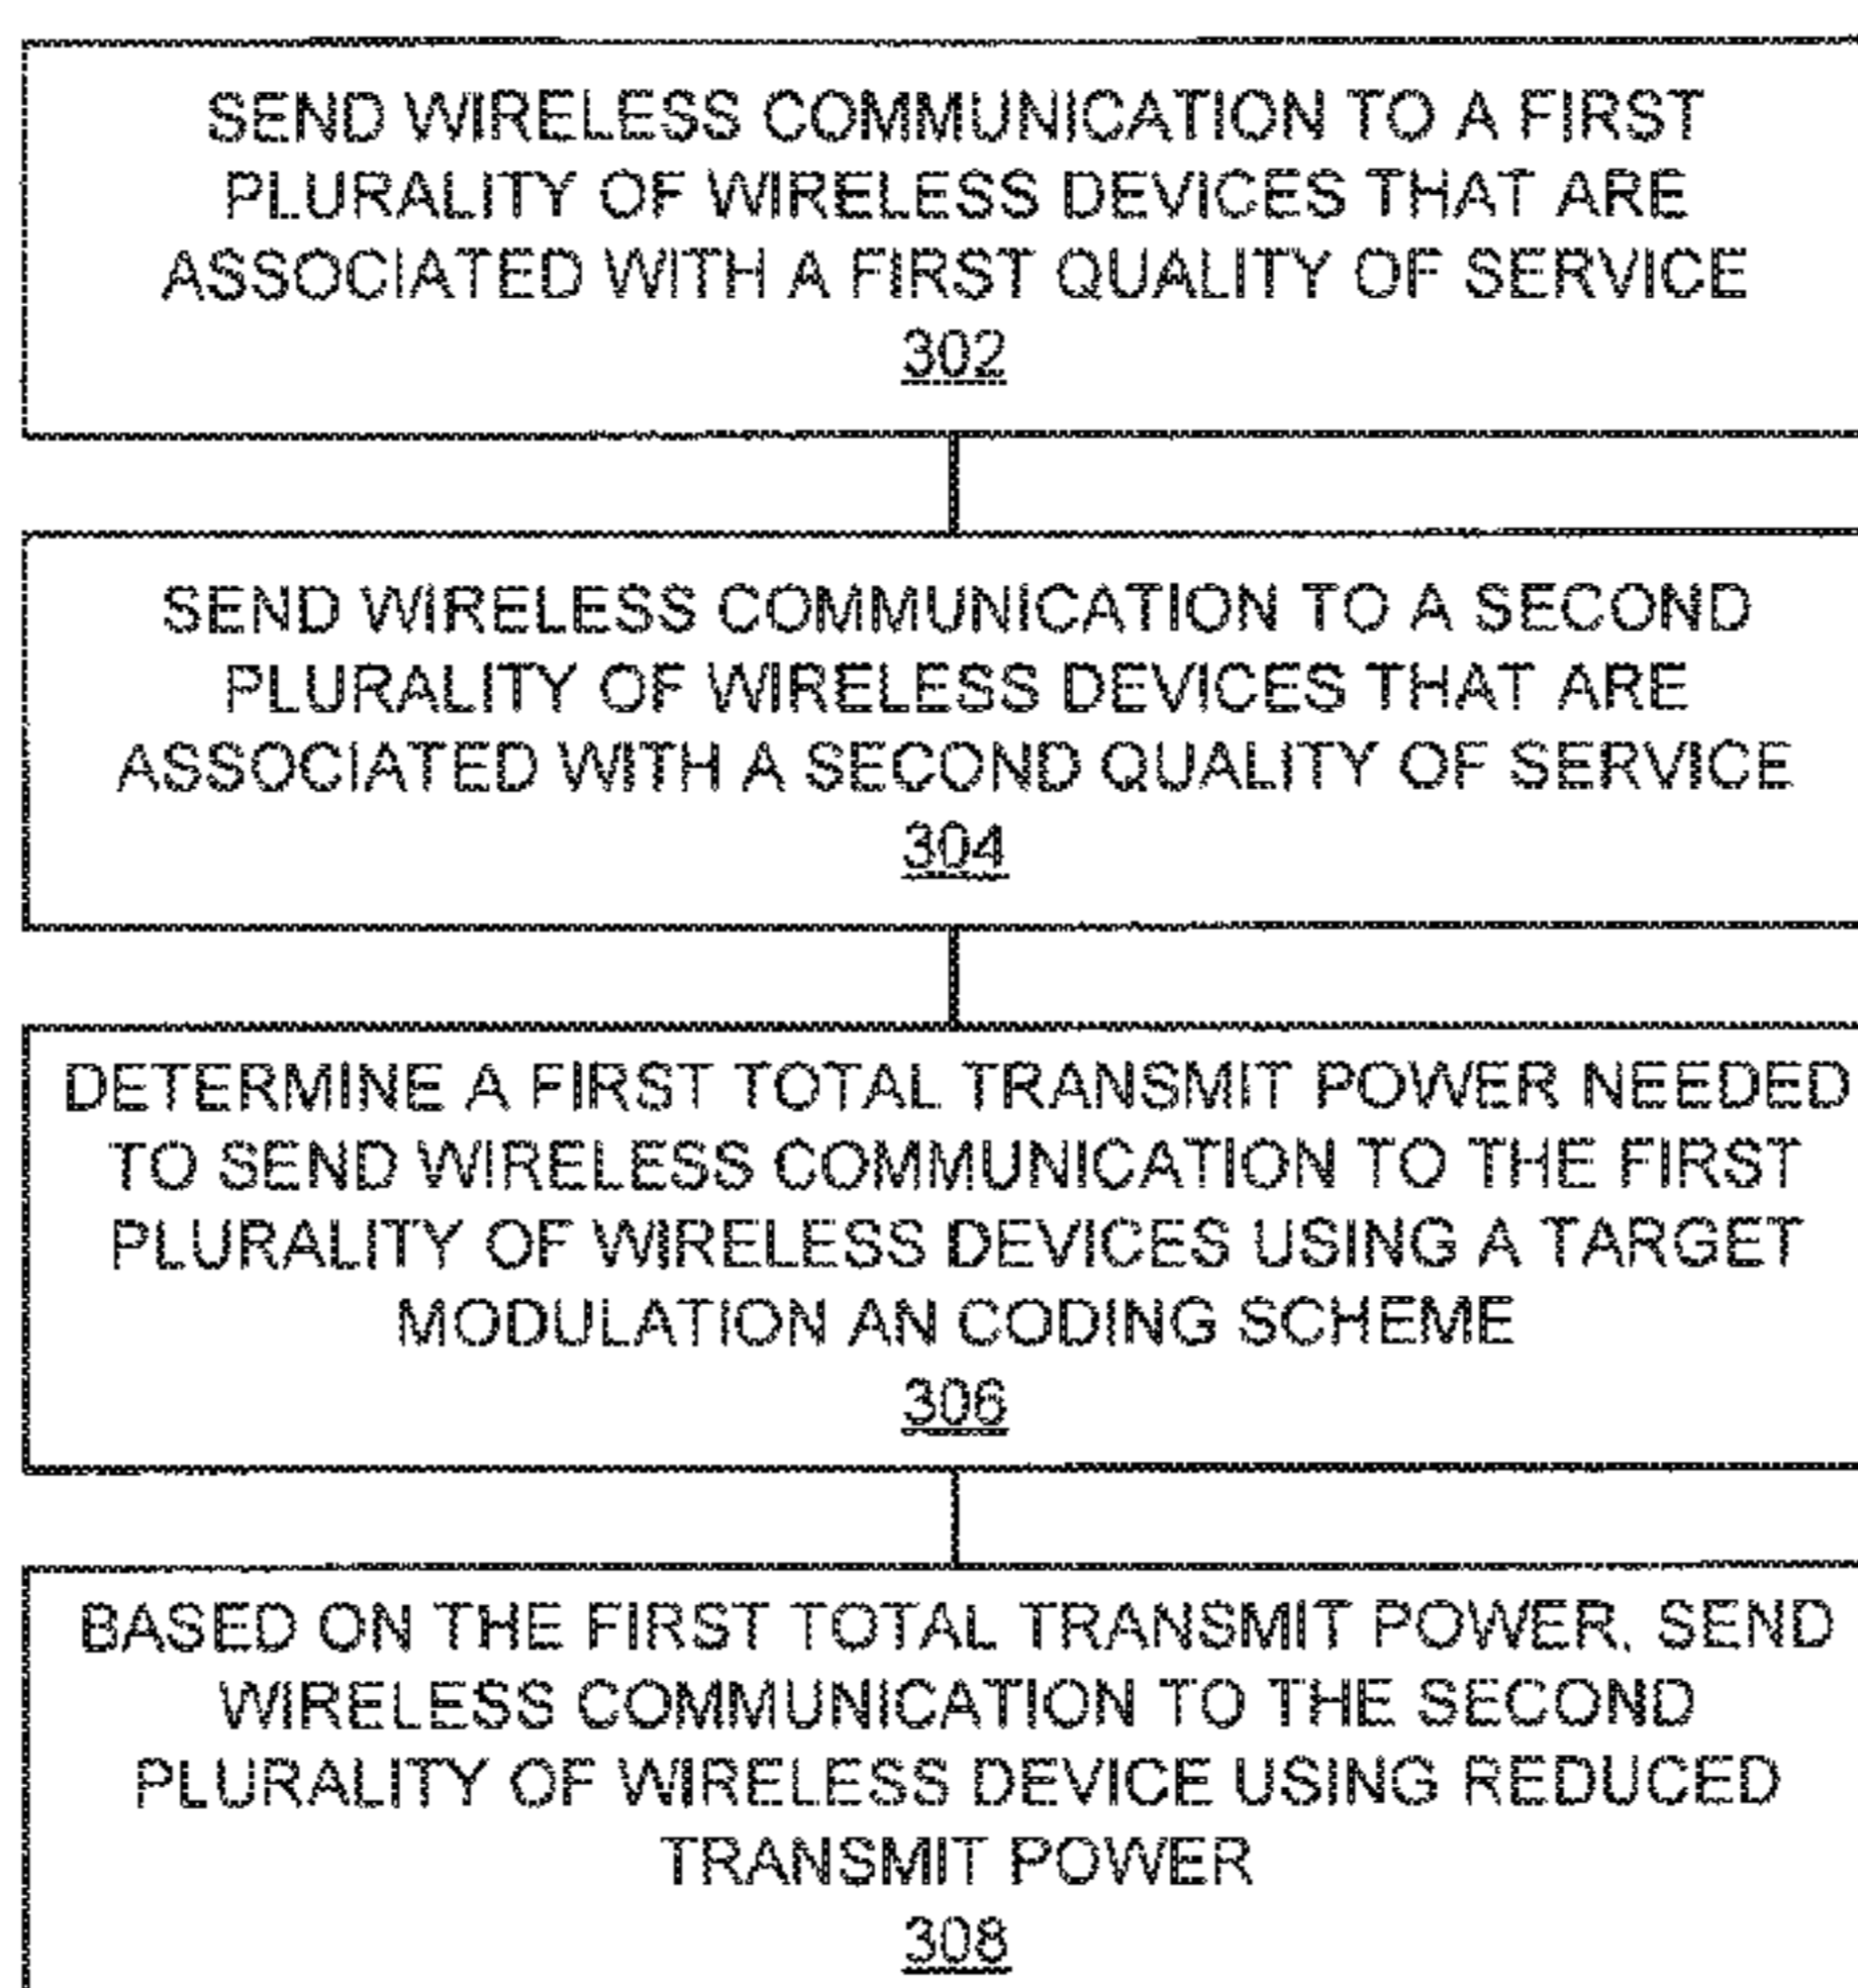 SEND WIRELESS COMMUNICATION TO A FIRST
PLURALITY OF WIRELESS DEVICES THAT ARE
ASSOCIATED WITH A FIRST QUALITY OF SERVICE
302
SEND WIRELESS COMMUNICATION TO A SECOND
PLURALITY OF WIRELESS DEVICES THAT ARE
ASSOCIATED WITH A SECOND QUALITY OF SERVICE
304
DETERMINE A FIRST TOTAL TRANSMIT POWER NEEDED
TO SEND WIRELESS COMMUNICATION TO THE FIRST
PLURALITY OF WIRELESS DEVICES USING A TARGET
MODULATION AN CODING SCHEME
306
BASED ON THE FIRST TOTAL TRANSMIT POWER, SEND
WIRELESS COMMUNICATION TO THE SECOND
PLURALITY OF WIRELESS DEVICE USING REDUCED
TRANSMIT POWER
308